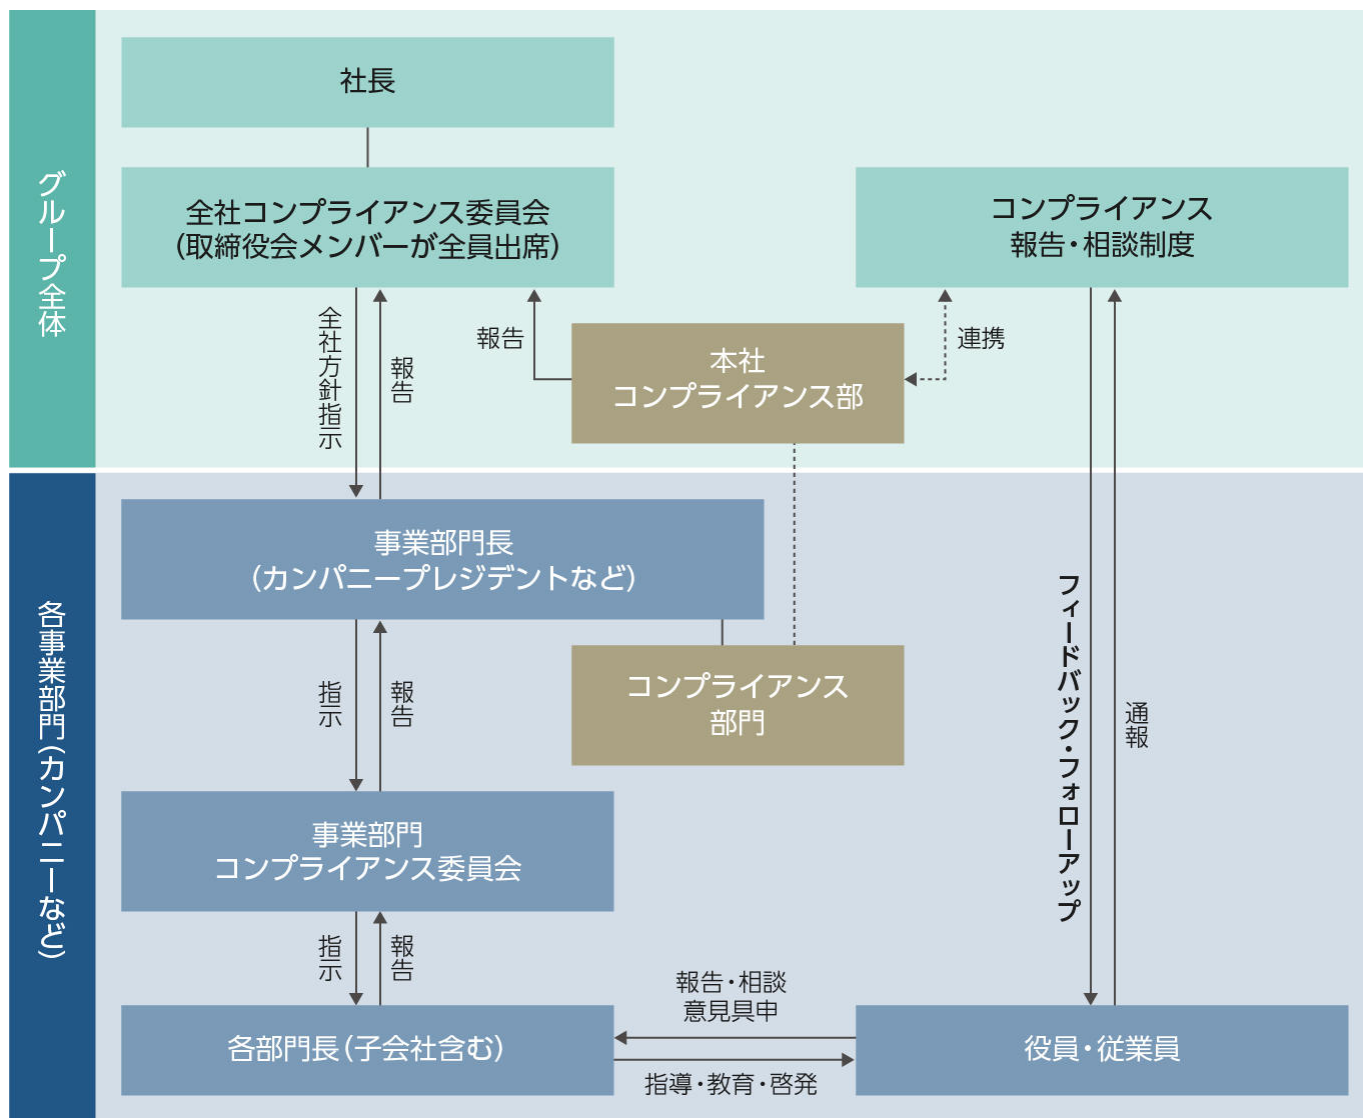 グループ全体
社長
全社コンプライアンス委員会
（取締役会メンバーが全員出席）
コンプライアンス
報告・相談制度
全社方針指示
報告
報告
本社
コンプライアンス部
連携
各事業部門（カンパニーなど）
事業部門長
（カンパニープレジデントなど）
指示
報告
コンプライアンス
部門
フィードバック・フォローアップ
通報
事業部門
コンプライアンス委員会
指示
報告
報告・相談
意見具申
各部門長（子会社含む）
役員・従業員
指導・教育・啓発